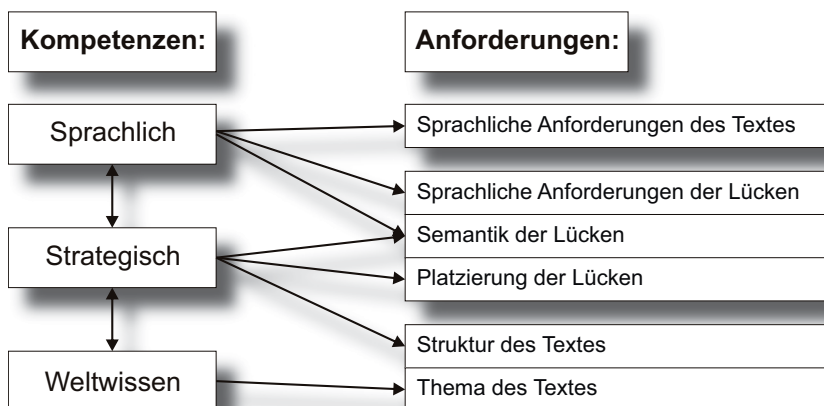 Kompetenzen:
Anforderungen:
Sprachlich
Sprachliche Anforderungen des Textes
Sprachliche Anforderungen der Lücken
Strategisch
Semantik der Lücken
Platzierung der Lücken
Struktur des Textes
Weltwissen
Thema des Textes